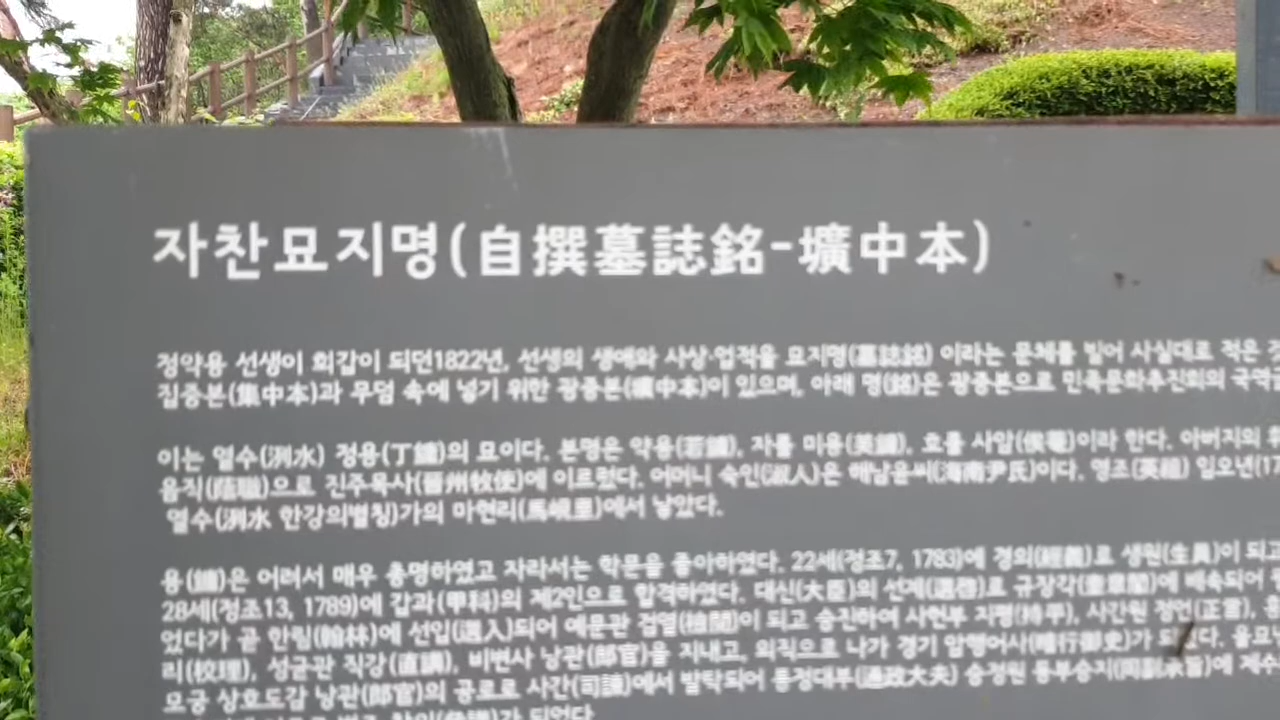 자찬묘지명(自撰墓誌銘-壙中本)
정약용 선생이 회갑이 되던1822년, 선생의 생애와 사상·업적을 묘지명(墓誌銘) 이라는 문체를 빌어 사실대로 적은
집중본(集中本)과 무덤 속에 넣기 위한 광중본(壙中本)이 있으며, 아래 명(銘)은 광중본으로 민족문화추진회의
이는 열수(洌水) 정용(丁鏞)의 묘이다. 본명은 약용(若鏞), 자를 미용(美鏞), 호를 사암(俟菴)이라 한다. 아버지의
음직(蔭職)으로 진주목사(晉州牧使)에 이르렀다. 어머니 숙인(淑人)은 해남윤씨(海南尹氏)이다. 영조(英祖) 임오년
열수(洌水 한강의별칭)가의 마현리(馬峴里)에서 낳았다.
용(鏞)은 어려서 매우 총명하였고 자라서는 학문을 좋아하였다. 22세(정조7, 1783)에 경의(經義)로 생원(生員)이 되고
28세(정조13, 1789)에 갑과(甲科)의 제2인으로 합격하였다. 대신(大臣)의 선계(選啓)로 규장각(奎章閣)에 배속되어
었다가 곧 한림(翰林)에 선입(選入)되어 예문관 검열(檢閱)이 되고 승진하여 사헌부 지평(持平), 사간원 정언(正言),
리(校理), 성균관 직강(直講), 비변사 낭관(郎官)을 지내고, 외직으로 나가 경기 암행어사(暗行御史)가 되었다.
모궁 상호도감 낭관(郎官)의 공로로 사간(司諫)에서 발탁되어 통정대부(通政大夫) 승정원 동부승지(同副承旨)에
가 되었다